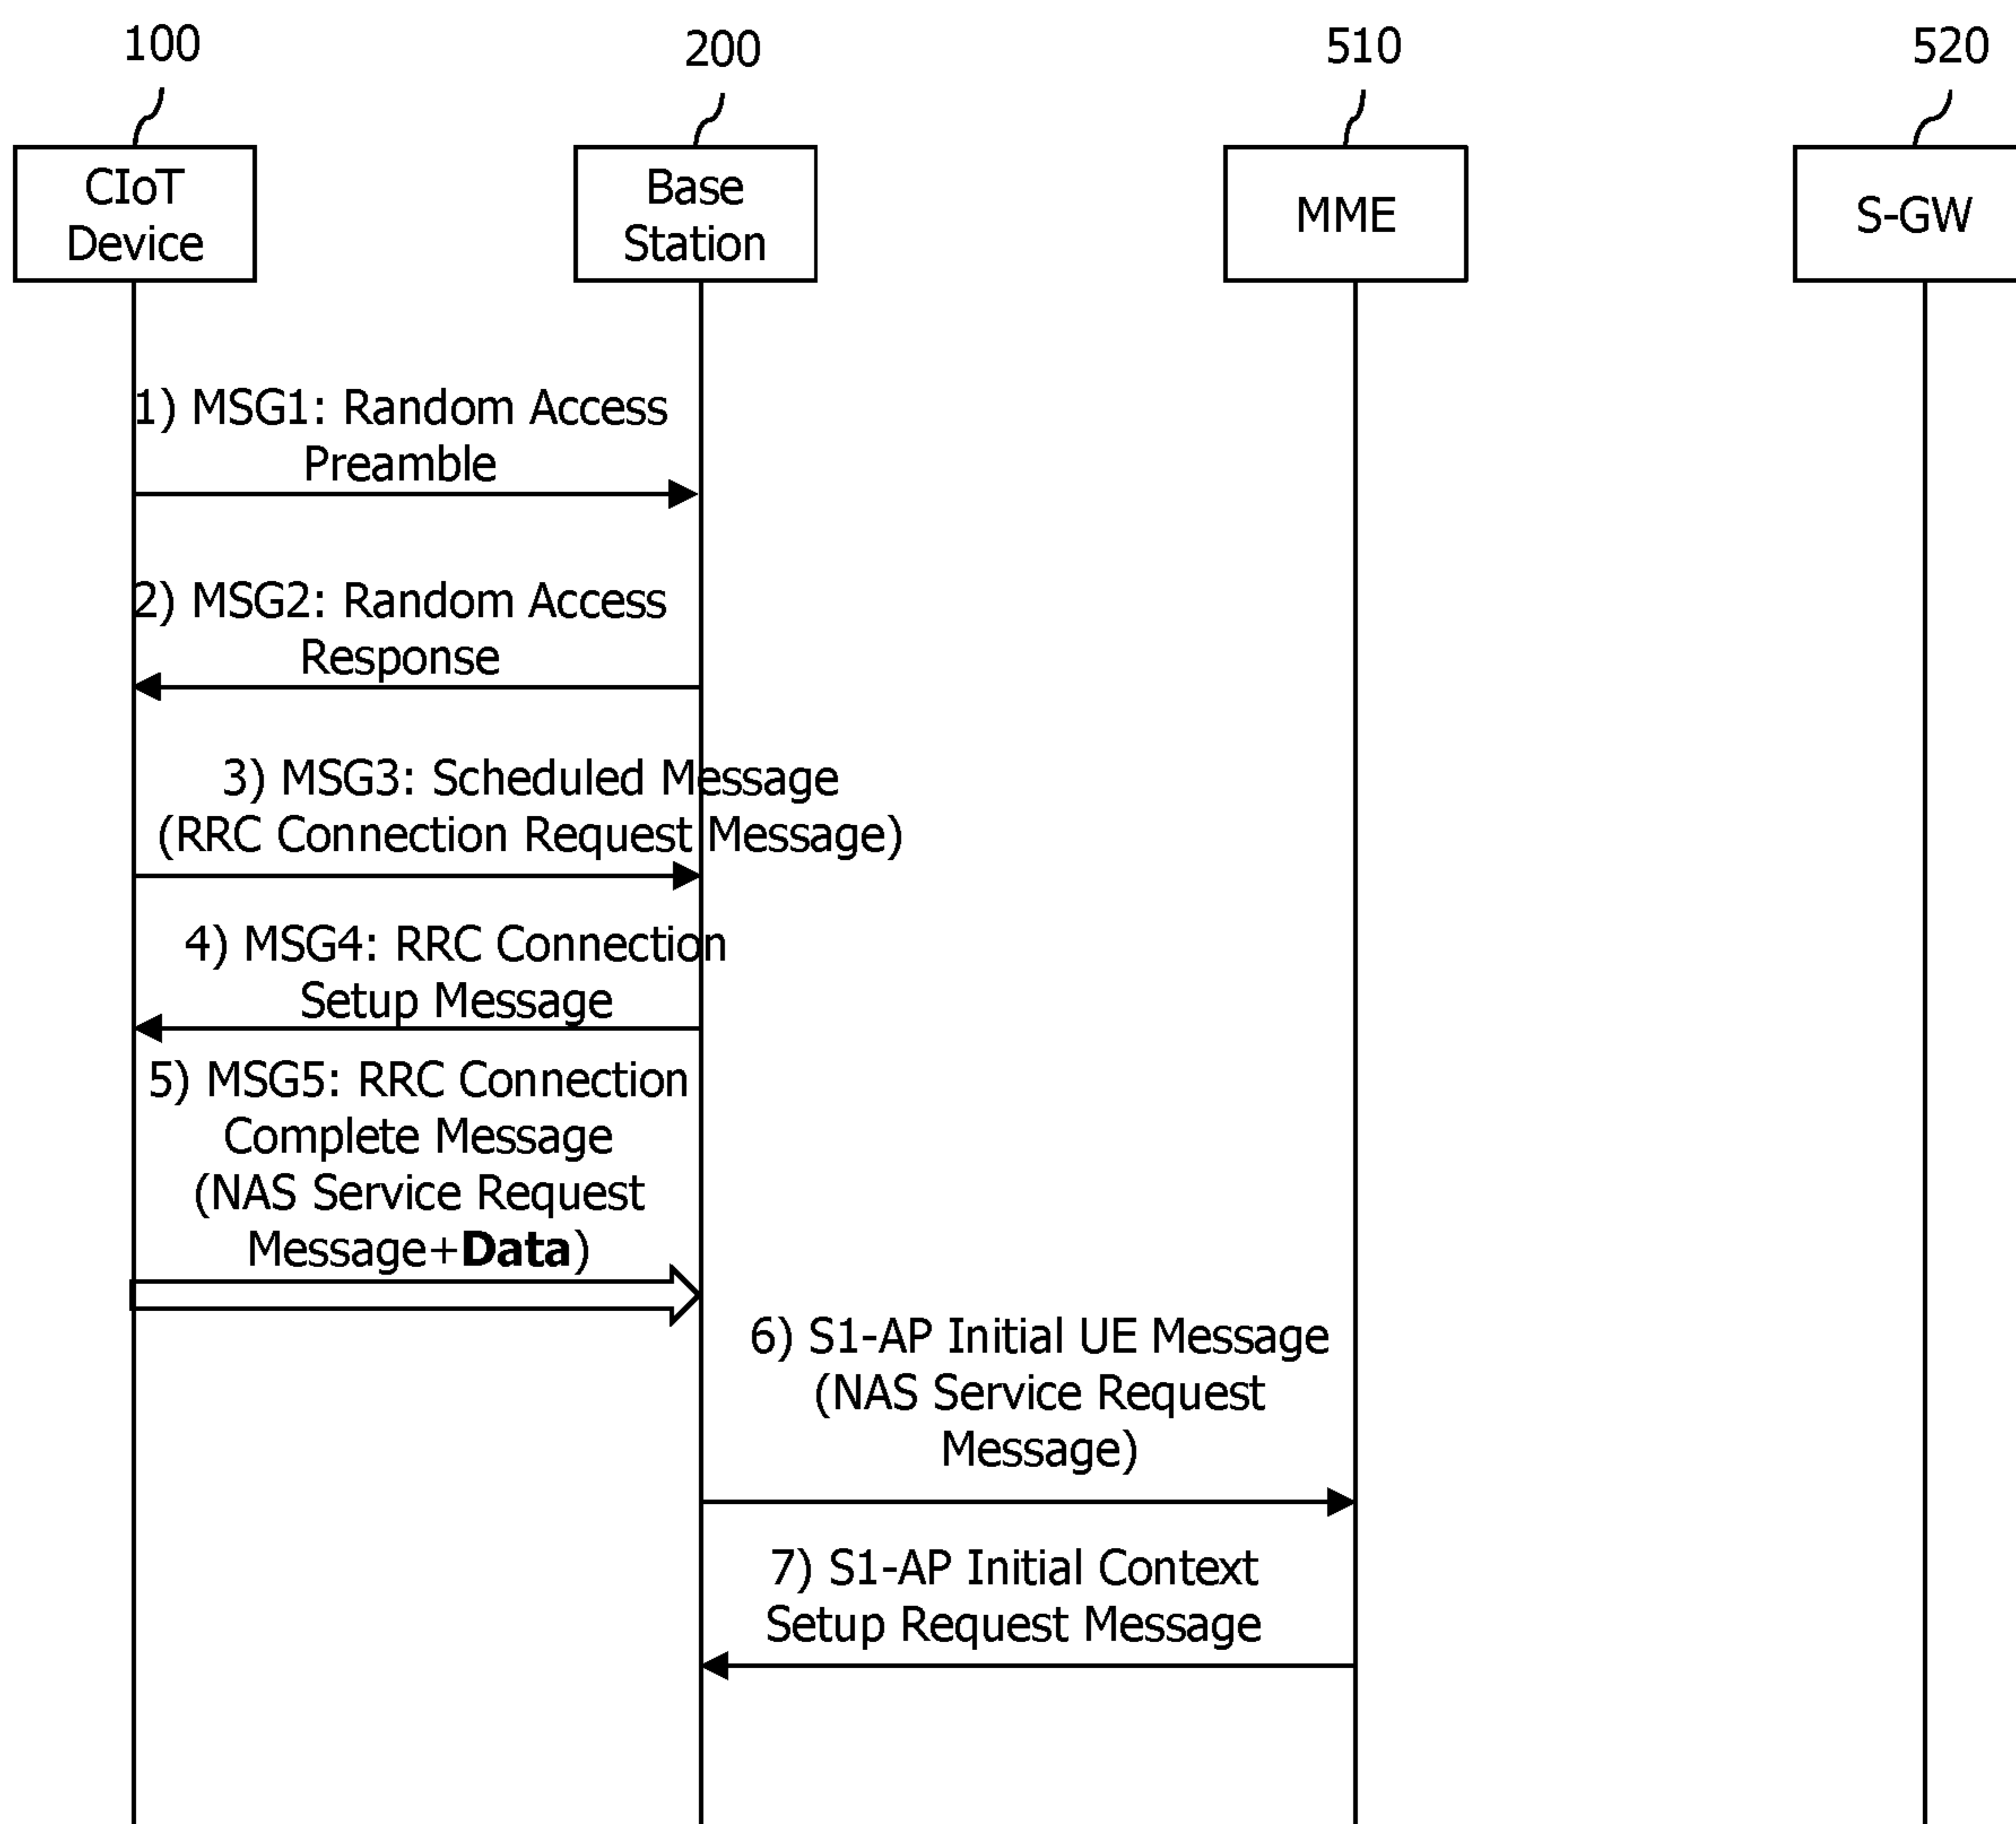 100
200
510
520
CIoT
Device
Base
Station
MME
S-GW
1) MSG1: Random Access
Preamble
2) MSG2: Random Access
Response
3) MSG3: Scheduled Message
(RRC Connection Request Message)
4) MSG4: RRC Connection
Setup Message
5) MSG5: RRC Connection
Complete Message
(NAS Service Request
Message+Data)
6) S1-AP Initial UE Message
(NAS Service Request
Message)
7) S1-AP Initial Context
Setup Request Message